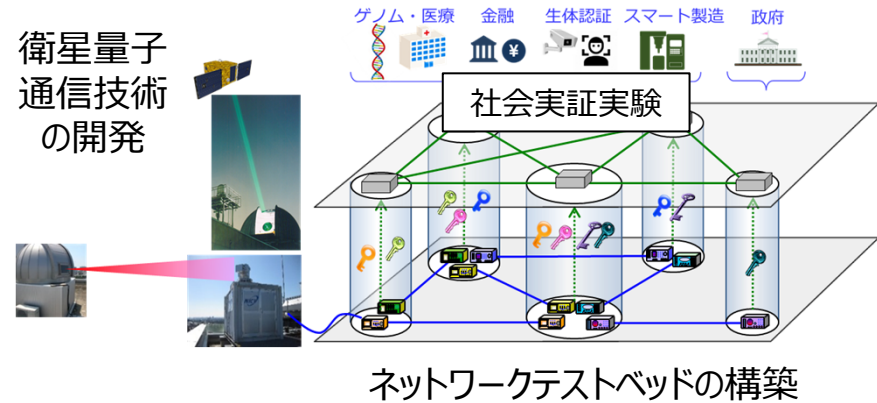 衛星量子
通信技術
の開発
ゲノム・医療 金融 生体認証 スマート製造 政府
¥
社会実証実験
ネットワークテストベッドの構築